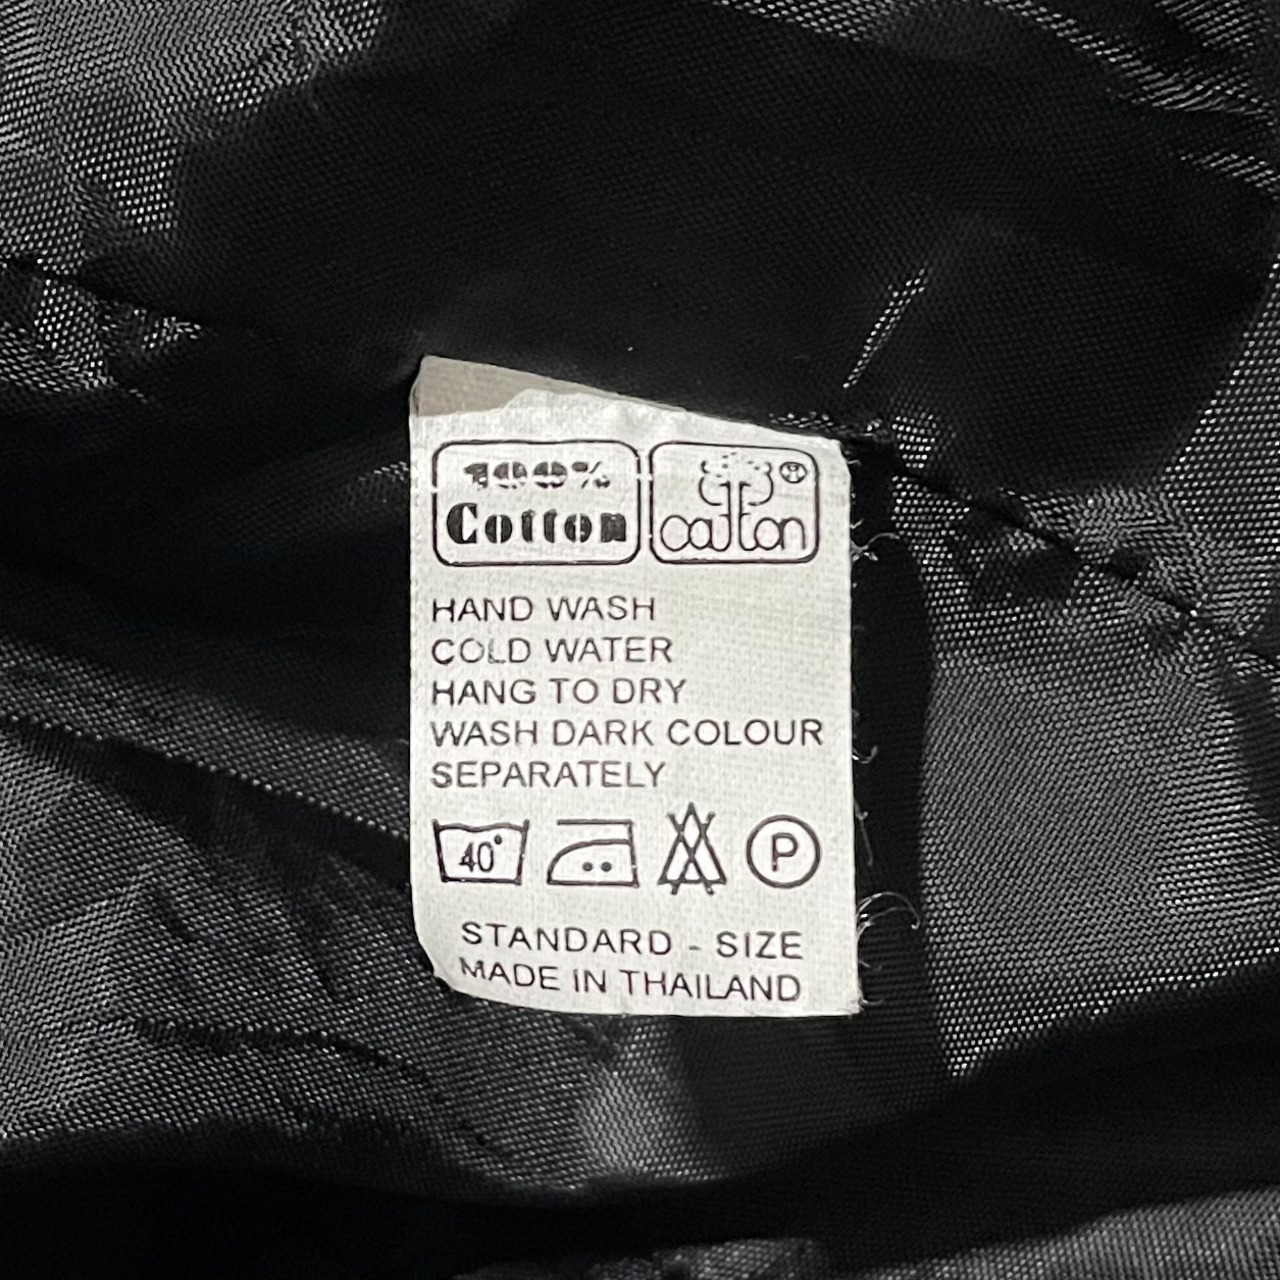 100% Cotton
cotton ®
HAND WASH
COLD WATER
HANG TO DRY
WASH DARK COLOUR
SEPARATELY
40° P
STANDARD - SIZE
MADE IN THAILAND